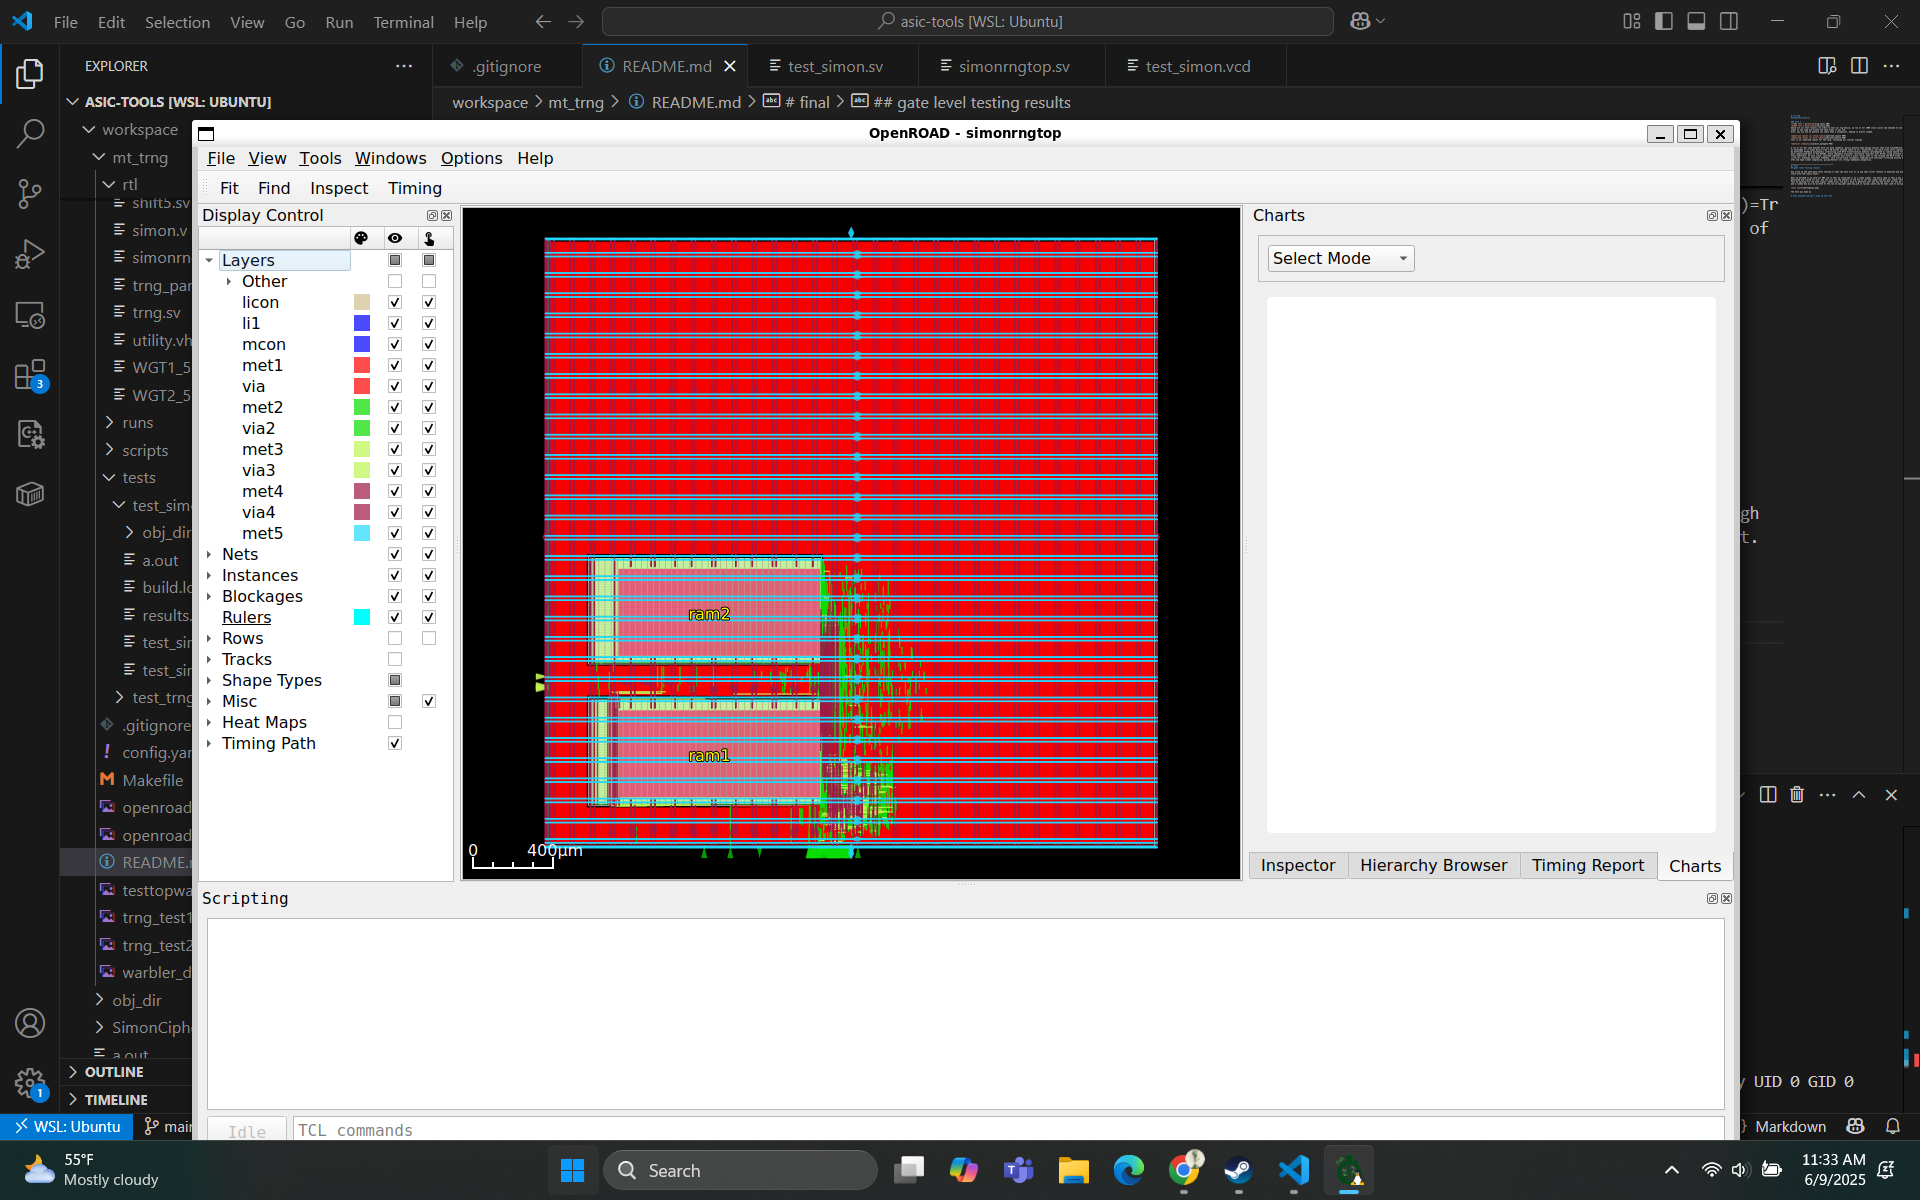 File Edit Selection View Go Run Terminal Help
asic-tools [WSL: Ubuntu]
EXPLORER
.gitignore
README.md
test_simon.sv
simonrngtop.sv
test_simon.vcd
ASIC-TOOLS [WSL: UBUNTU]
workspace > mt_trng > README.md > # final > ## gate level testing results
workspace
mt_trng
rtl
shift5.sv
simon.v
simonrn
trng_par
trng.sv
utility.vh
WGT1_5
WGT2_5
runs
scripts
tests
test_sim
obj_dir
a.out
build.lo
results.
test_sir
test_sir
test_trng
.gitignore
config.yar
Makefile
openroad
openroad
README.
testtopwa
trng_test1
trng_test2
warbler_d
obj_dir
SimonCiph
a.out
OUTLINE
TIMELINE
3
1
OpenROAD - simonrngtop
File View Tools Windows Options Help
Fit Find Inspect Timing
Display Control
Layers
Other
licon
li1
mcon
met1
via
met2
via2
met3
via3
met4
via4
met5
Nets
Instances
Blockages
Rulers
Rows
Tracks
Shape Types
Misc
Heat Maps
Timing Path
ram2
ram1
0 400μm
Charts
Select Mode
Inspector Hierarchy Browser Timing Report Charts
Scripting
Idle
TCL commands
)=Tr
of
gh
t.
y UID 0 GID 0
WSL: Ubuntu
main
Markdown
55°F
Mostly cloudy
Search
11:33 AM
6/9/2025